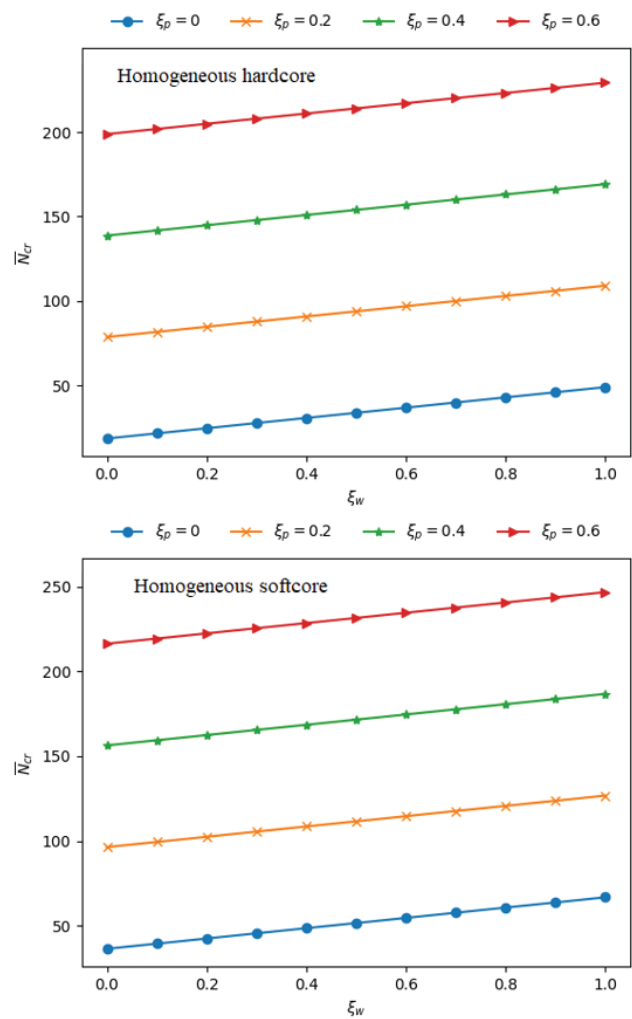 ξp = 0 ξp = 0.2 ξp = 0.4 ξp = 0.6
Homogeneous hardcore
200
150
100
50
N̅cr
0.0 0.2 0.4 0.6 0.8 1.0
ξw
ξp = 0 ξp = 0.2 ξp = 0.4 ξp = 0.6
Homogeneous softcore
250
200
150
100
50
N̅cr
0.0 0.2 0.4 0.6 0.8 1.0
ξw